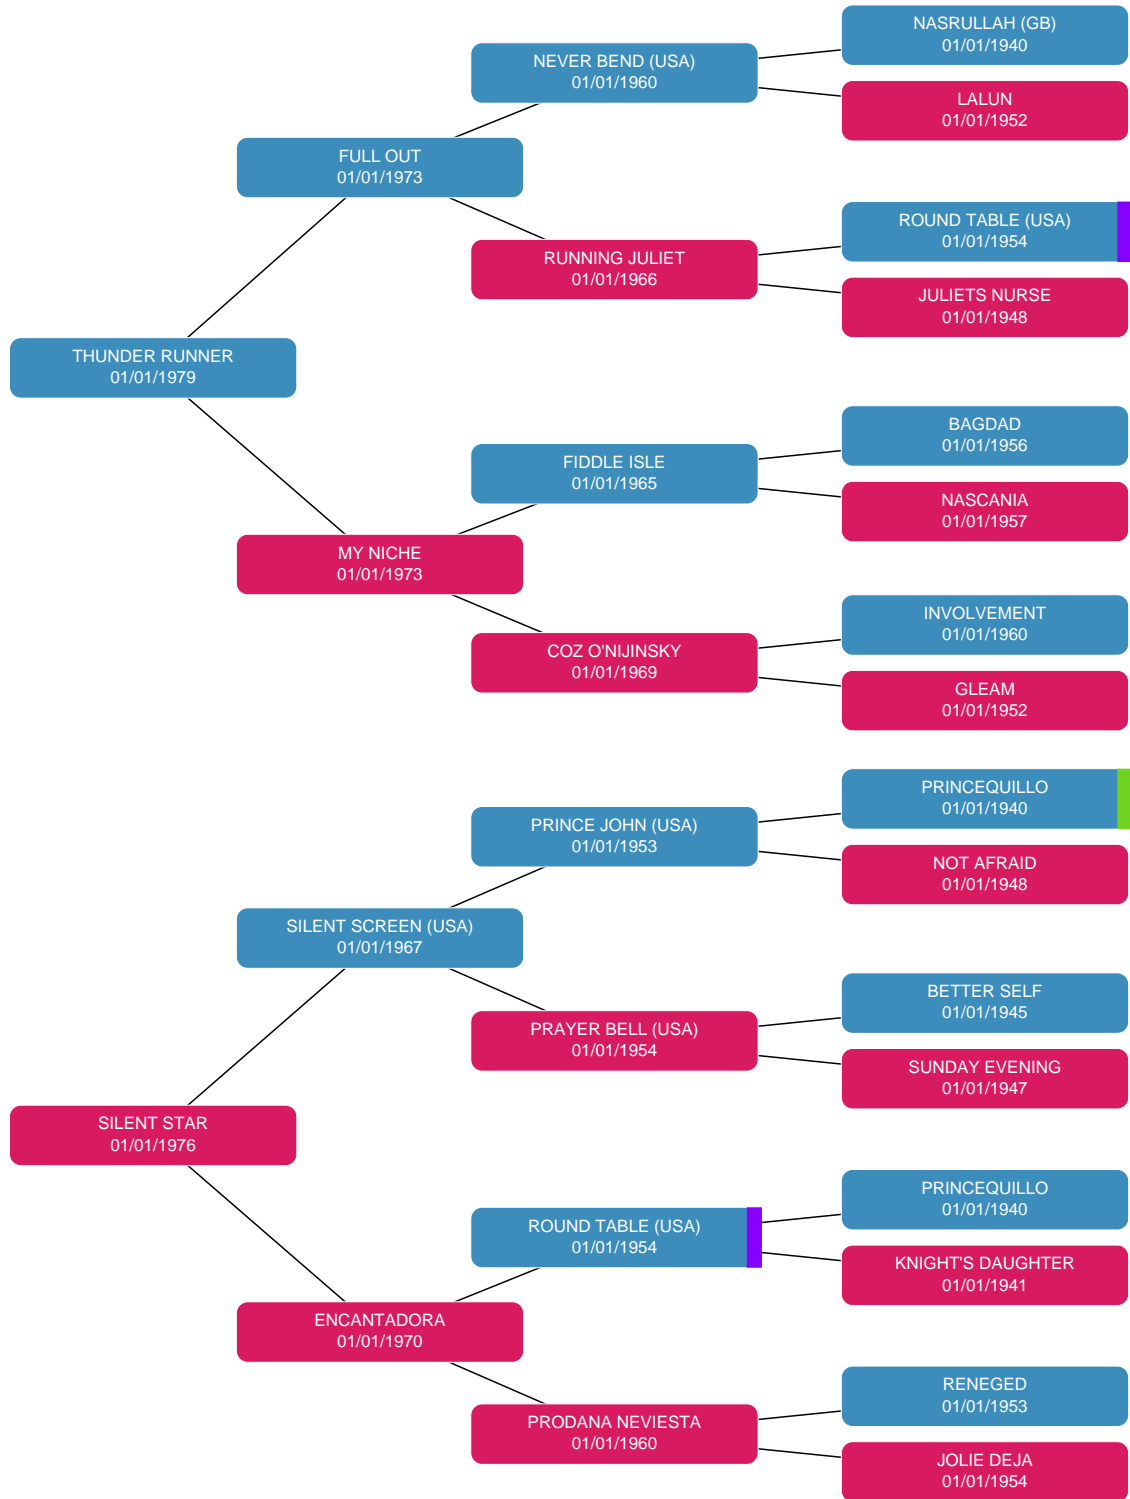 NASRULLAH (GB)
01/01/1940
NEVER BEND (USA)
01/01/1960
LALUN
01/01/1952
FULL OUT
01/01/1973
ROUND TABLE (USA)
01/01/1954
RUNNING JULIET
01/01/1966
JULIETS NURSE
01/01/1948
THUNDER RUNNER
01/01/1979
BAGDAD
01/01/1956
FIDDLE ISLE
01/01/1965
NASCANIA
01/01/1957
MY NICHE
01/01/1973
INVOLVEMENT
01/01/1960
COZ O'NIJINSKY
01/01/1969
GLEAM
01/01/1952
PRINCEQUILLO
01/01/1940
PRINCE JOHN (USA)
01/01/1953
NOT AFRAID
01/01/1948
SILENT SCREEN (USA)
01/01/1967
BETTER SELF
01/01/1945
PRAYER BELL (USA)
01/01/1954
SUNDAY EVENING
01/01/1947
SILENT STAR
01/01/1976
PRINCEQUILLO
01/01/1940
ROUND TABLE (USA)
01/01/1954
KNIGHT'S DAUGHTER
01/01/1941
ENCANTADORA
01/01/1970
RENEGED
01/01/1953
PRODANA NEVIESTA
01/01/1960
JOLIE DEJA
01/01/1954